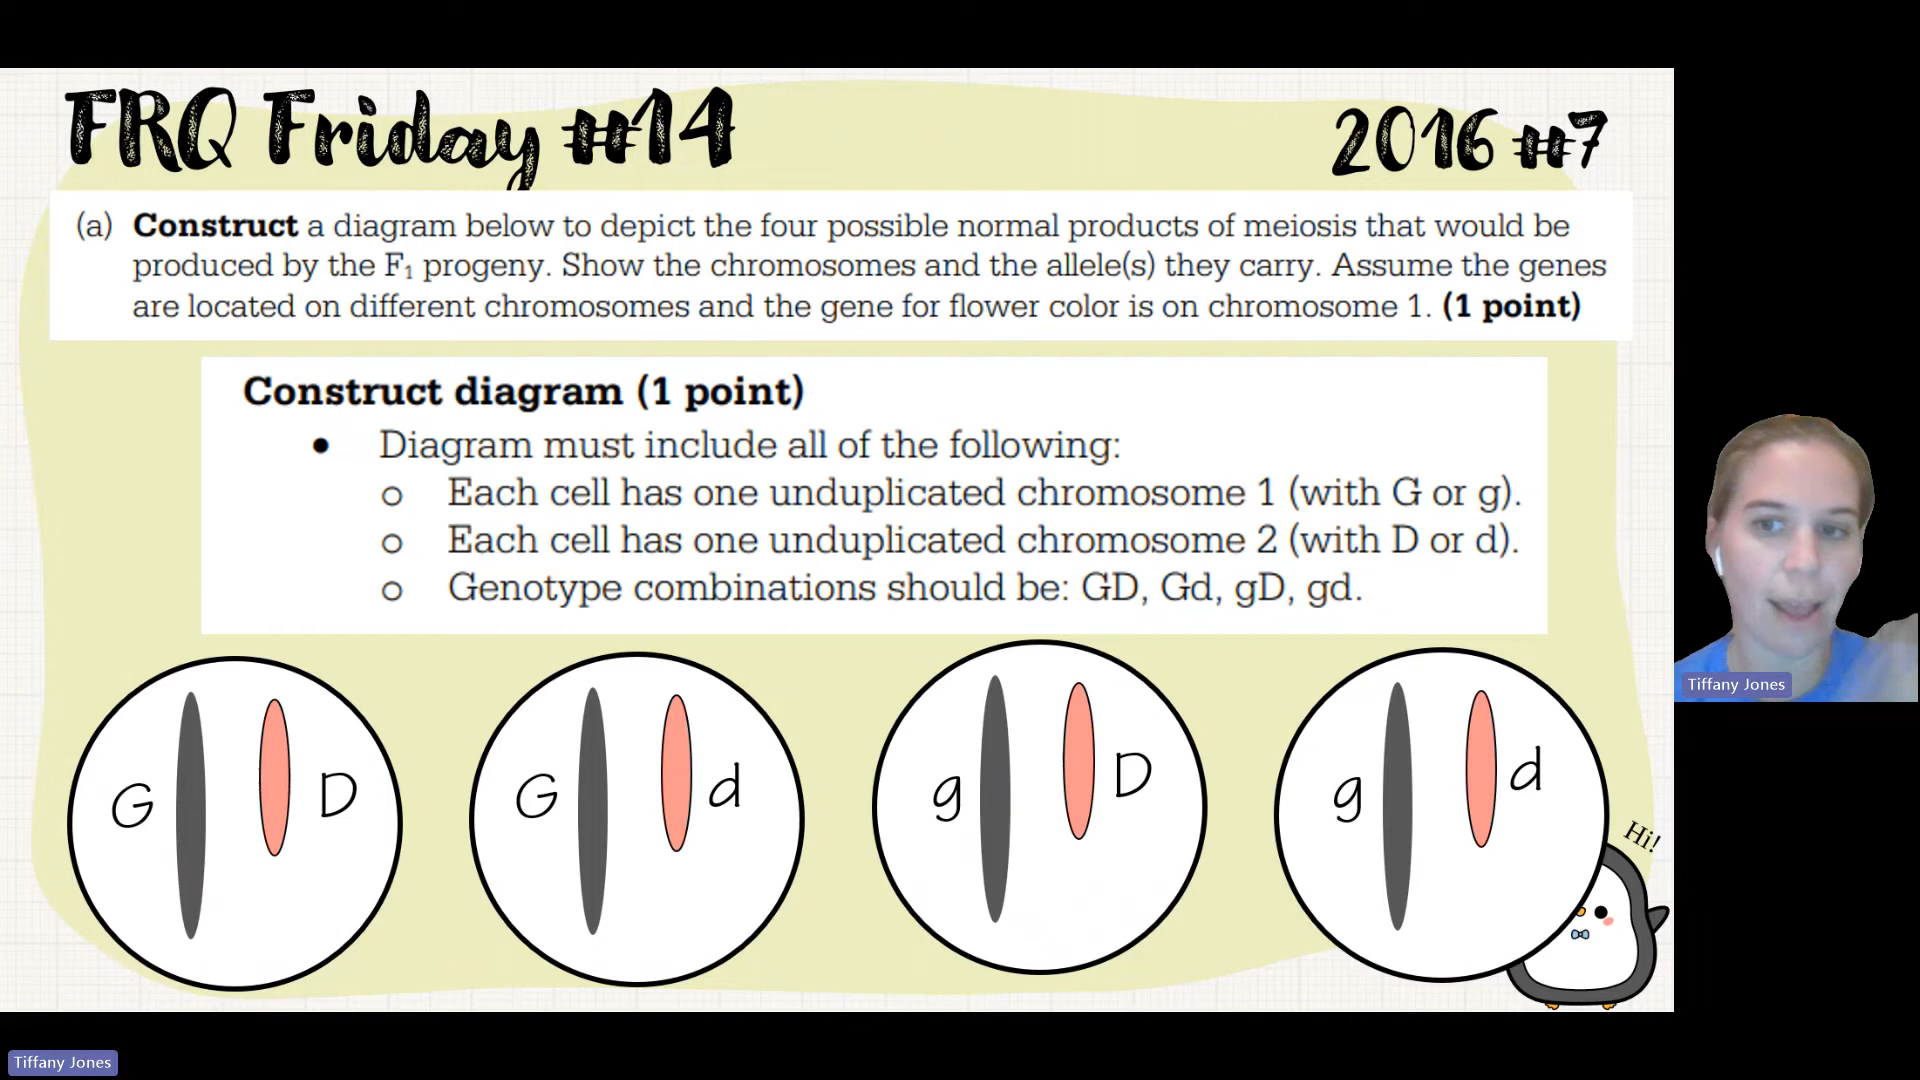 FRQ Friday #14
2016 #7
(a) Construct a diagram below to depict the four possible normal products of meiosis that would be
produced by the F₁ progeny. Show the chromosomes and the allele(s) they carry. Assume the genes
are located on different chromosomes and the gene for flower color is on chromosome 1. (1 point)
Construct diagram (1 point)
● Diagram must include all of the following:
○ Each cell has one unduplicated chromosome 1 (with G or g).
○ Each cell has one unduplicated chromosome 2 (with D or d).
○ Genotype combinations should be: GD, Gd, gD, gd.
G D
G d
g D
g d
Hi!
Tiffany Jones
Tiffany Jones